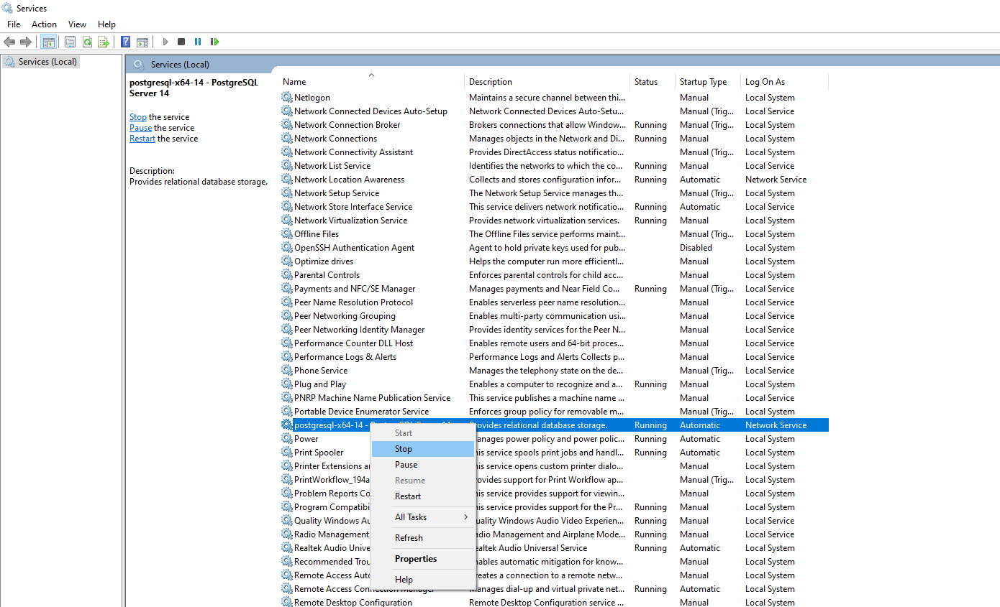 Services
File Action View Help
Services (Local)
Services (Local)
postgresql-x64-14 - PostgreSQL
Server 14
Stop the service
Pause the service
Restart the service
Description:
Provides relational database storage.
Name Description Status Startup Type Log On As
Netlogon Maintains a secure channel between thi... Manual Local System
Network Connected Devices Auto-Setup Network Connected Devices Auto-Setu... Manual (Trig... Local Service
Network Connection Broker Brokers connections that allow Window... Running Manual (Trig... Local System
Network Connections Manages objects in the Network and Di... Running Manual Local System
Network Connectivity Assistant Provides DirectAccess status notificatio... Manual (Trig... Local System
Network List Service Identifies the networks to which the co... Running Manual Local Service
Network Location Awareness Collects and stores configuration infor... Running Automatic Network Service
Network Setup Service The Network Setup Service manages th... Manual (Trig... Local System
Network Store Interface Service This service delivers network notificatio... Running Automatic Local Service
Network Virtualization Service Provides network virtualization services. Running Manual Local System
Offline Files The Offline Files service performs maint... Manual (Trig... Local System
OpenSSH Authentication Agent Agent to hold private keys used for pub... Disabled Local System
Optimize drives Helps the computer run more efficientl... Manual Local System
Parental Controls Enforces parental controls for child acc... Manual Local System
Payments and NFC/SE Manager Manages payments and Near Field Co... Running Manual (Trig... Local Service
Peer Name Resolution Protocol Enables serverless peer name resolution... Manual Local Service
Peer Networking Grouping Enables multi-party communication usi... Manual Local Service
Peer Networking Identity Manager Provides identity services for the Peer N... Manual Local Service
Performance Counter DLL Host Enables remote users and 64-bit proces... Manual Local Service
Performance Logs & Alerts Performance Logs and Alerts Collects p... Manual Local Service
Phone Service Manages the telephony state on the de... Manual (Trig... Local Service
Plug and Play Enables a computer to recognize and a... Running Manual Local System
PNRP Machine Name Publication Service This service publishes a machine name ... Manual Local Service
Portable Device Enumerator Service Enforces group policy for removable m... Manual (Trig... Local System
postgresql-x64-14 - Provides relational database storage. Running Automatic Network Service
Power anages power policy and power polic... Running Automatic Local System
Print Spooler is service spools print jobs and handl... Running Automatic Local System
Printer Extensions a is service opens custom printer dialo... Manual Local System
PrintWorkflow_194a ovides support for Print Workflow ap... Manual (Trig... Local System
Problem Reports Co is service provides support for viewin... Manual Local System
Program Compatibi is service provides support for the Pr... Running Manual Local System
Quality Windows Au uality Windows Audio Video Experien... Running Manual Local Service
Radio Management adio Management and Airplane Mode... Running Manual Local Service
Realtek Audio Unive ealtek Audio Universal Service Running Automatic Local System
Recommended Trou ables automatic mitigation for know... Manual Local System
Remote Access Auto eates a connection to a remote netw... Manual Local System
Remote Access Connection Manager anages dial-up and virtual private net... Running Automatic Local System
Remote Desktop Configuration Remote Desktop Configuration service ... Manual Local System
Start
Stop
Pause
Resume
Restart
All Tasks
Refresh
Properties
Help